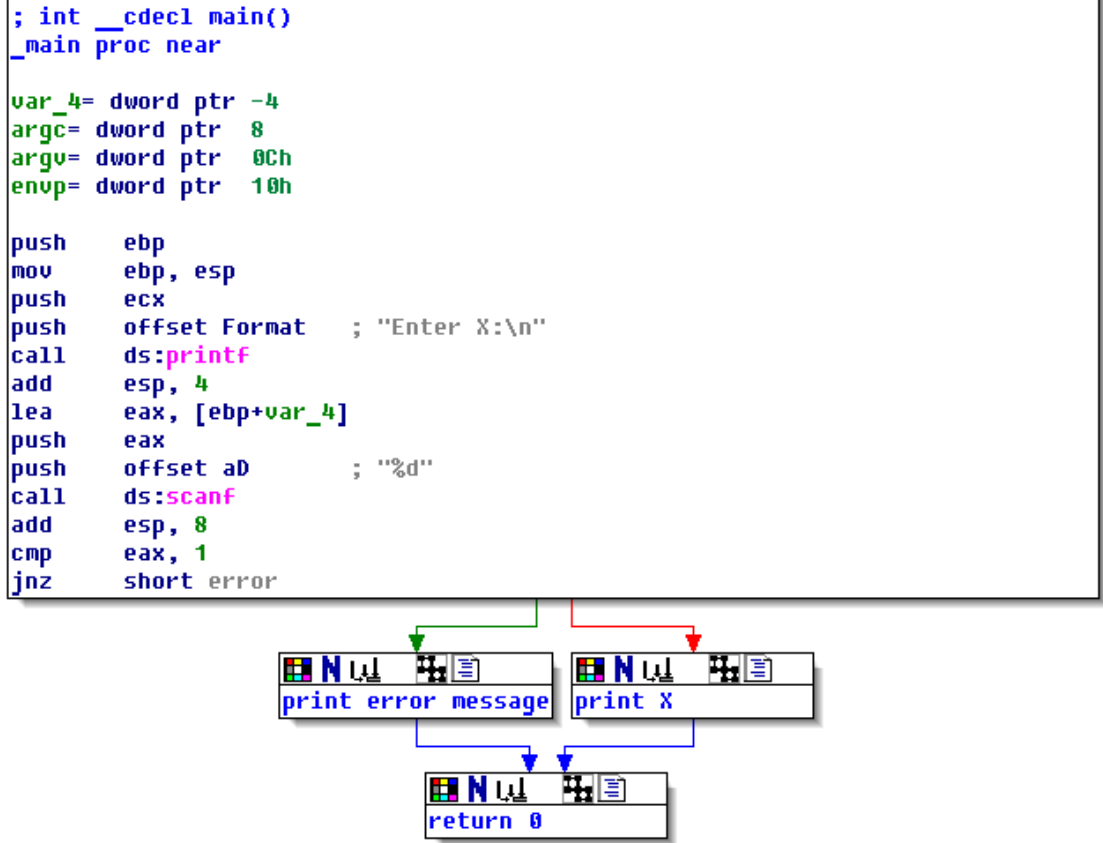 ; int __cdecl main()
_main proc near
var_4= dword ptr -4
argc= dword ptr  8
argv= dword ptr  0Ch
envp= dword ptr  10h
push    ebp
mov     ebp, esp
push    ecx
push    offset Format   ; "Enter X:\n"
call    ds:printf
add     esp, 4
lea     eax, [ebp+var_4]
push    eax
push    offset aD       ; "%d"
call    ds:scanf
add     esp, 8
cmp     eax, 1
jnz     short error
print error message
print X
return 0